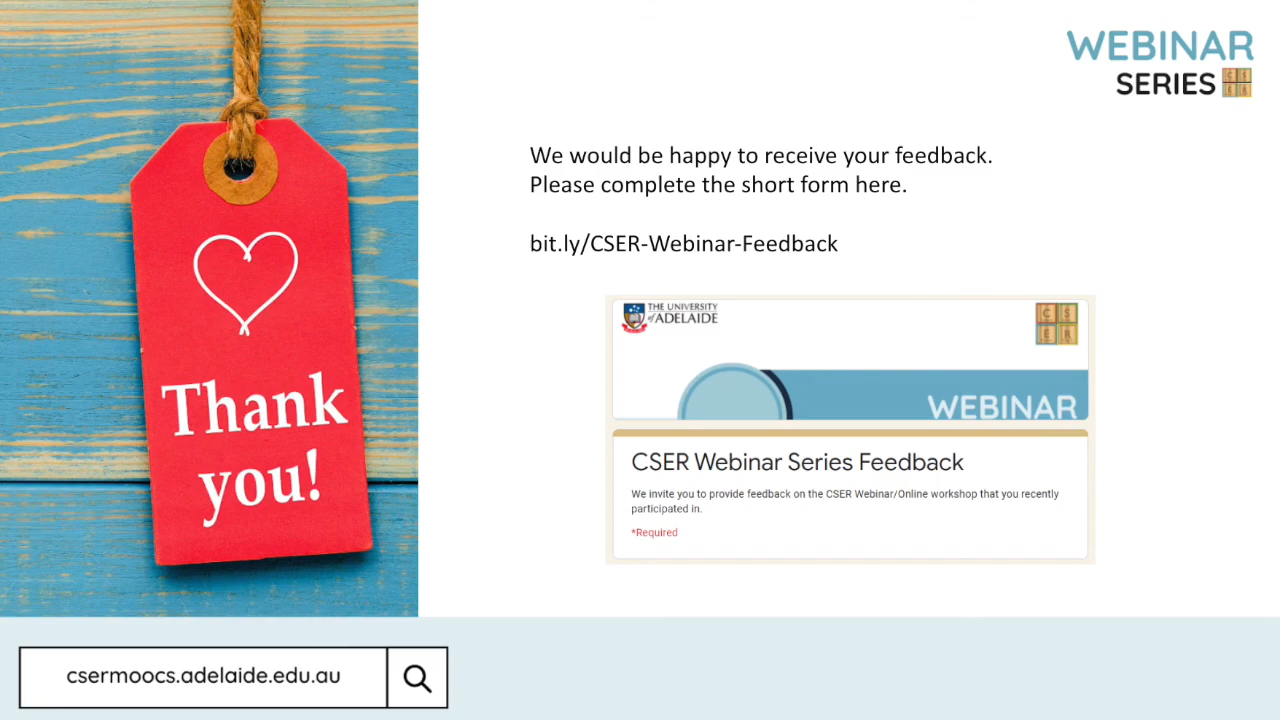 WEBINAR
SERIES
C S
E R
We would be happy to receive your feedback.
Please complete the short form here.
bit.ly/CSER-Webinar-Feedback
Thank
you!
THE UNIVERSITY
of ADELAIDE
C S
E R
WEBINAR
CSER Webinar Series Feedback
We invite you to provide feedback on the CSER Webinar/Online workshop that you recently
participated in.
*Required
csermoocs.adelaide.edu.au